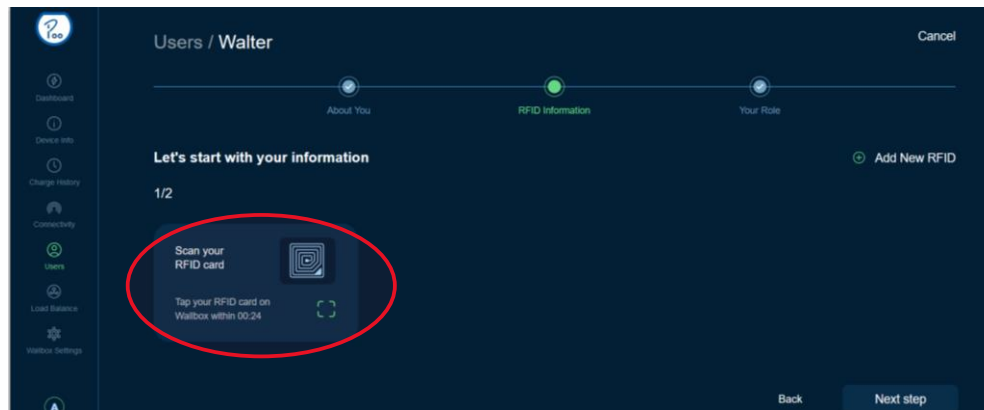 Users / Walter
Cancel
Dashboard
Device Info
Charge History
Connectivity
Users
Load Balance
Wallbox Settings
About You
RFID Information
Your Role
Let's start with your information
Add New RFID
1/2
Scan your
RFID card
Tap your RFID card on
Wallbox within 00:24
Back
Next step